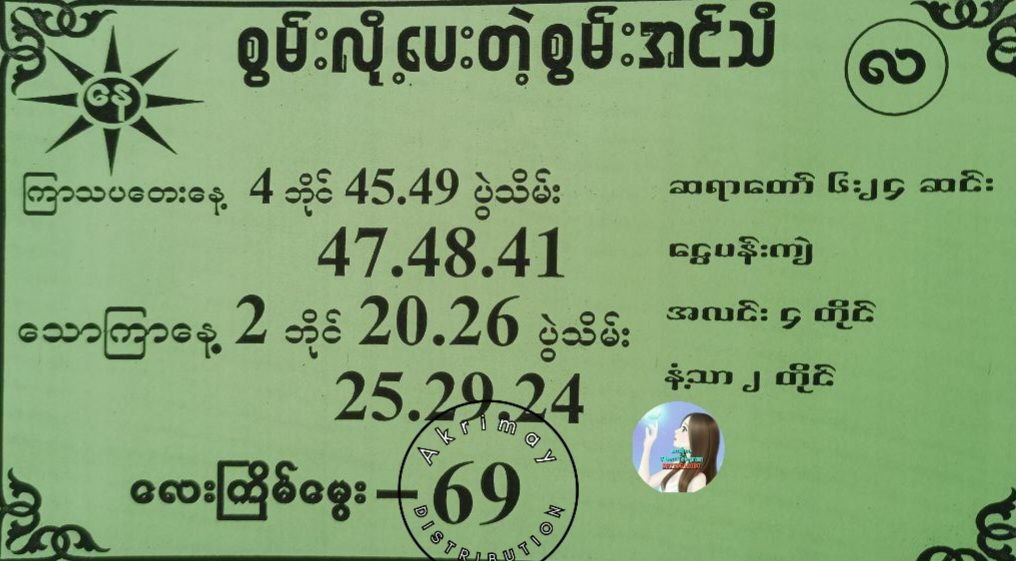 စွမ်းလို့ပေးတဲ့စွမ်းအင်သီ
နေ
လ
ကြာသပတေးနေ့ 4 ဘိုင် 45.49 ပွဲသိမ်း
47.48.41
သောကြာနေ့ 2 ဘိုင် 20.26 ပွဲသိမ်း
25.29.24
လေးကြိမ်မွေး - 69
ဆရာတော် ၆း၂၄ ဆင်း
ငွေပန်းကျဲ
အလင်း ၄ တိုင်
နံ့သာ ၂ တိုင်
Akrimay
DISTRIBUTION